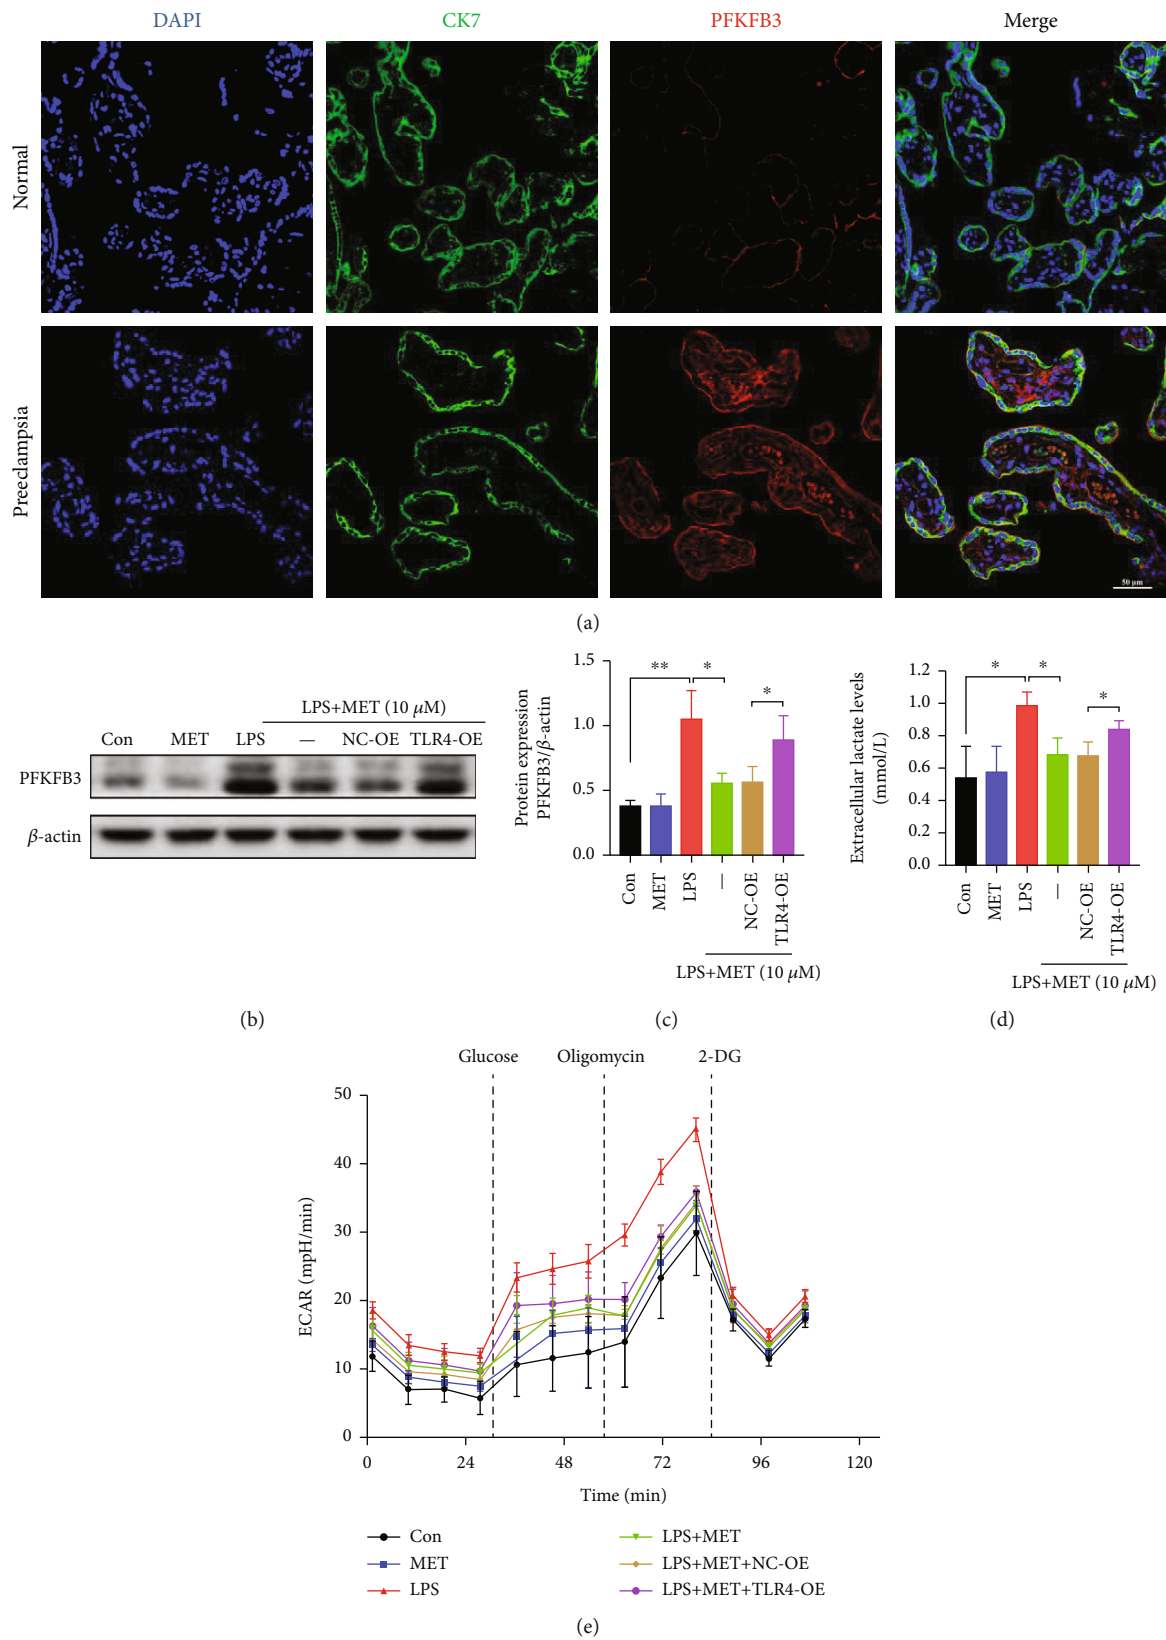 DAPI CK7 PFKFB3 Merge
Normal
Preeclampsia
50 μm
(a)
LPS+MET (10 μM)
Con MET LPS — NC-OE TLR4-OE
PFKFB3
β-actin
(b)
Protein expression
PFKFB3/β-actin
1.5
1.0
0.5
0.0
** * *
Con MET LPS — NC-OE TLR4-OE
LPS+MET (10 μM)
(c)
Extracellular lactate levels
(mmol/L)
1.2
1.0
0.8
0.6
0.4
0.2
0.0
* * *
Con MET LPS — NC-OE TLR4-OE
LPS+MET (10 μM)
(d)
Glucose Oligomycin 2-DG
ECAR (mpH/min)
50
40
30
20
10
0
0 24 48 72 96 120
Time (min)
Con
MET
LPS
LPS+MET
LPS+MET+NC-OE
LPS+MET+TLR4-OE
(e)